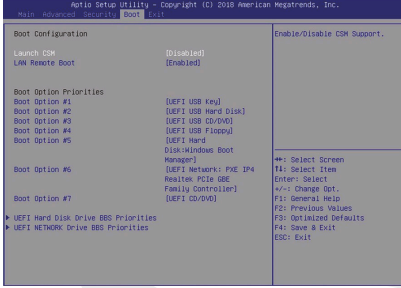 Aptio Setup Utility - Copyright (C) 2018 American Megatrends, Inc.
Main Advanced Security Boot Exit
Boot Configuration
Launch CSM [Disabled]
LAN Remote Boot [Enabled]
Boot Option Priorities
Boot Option #1 [UEFI USB Key]
Boot Option #2 [UEFI USB Hard Disk]
Boot Option #3 [UEFI USB CD/DVD]
Boot Option #4 [UEFI USB Floppy]
Boot Option #5 [UEFI Hard
Disk:Windows Boot
Manager]
Boot Option #6 [UEFI Network: PXE IP4
Realtek PCIe GBE
Family Controller]
Boot Option #7 [UEFI CD/DVD]
UEFI Hard Disk Drive BBS Priorities
UEFI NETWORK Drive BBS Priorities
Enable/Disable CSM Support.
↔: Select Screen
↑↓: Select Item
Enter: Select
+/-: Change Opt.
F1: General Help
F2: Previous Values
F3: Optimized Defaults
F4: Save & Exit
ESC: Exit